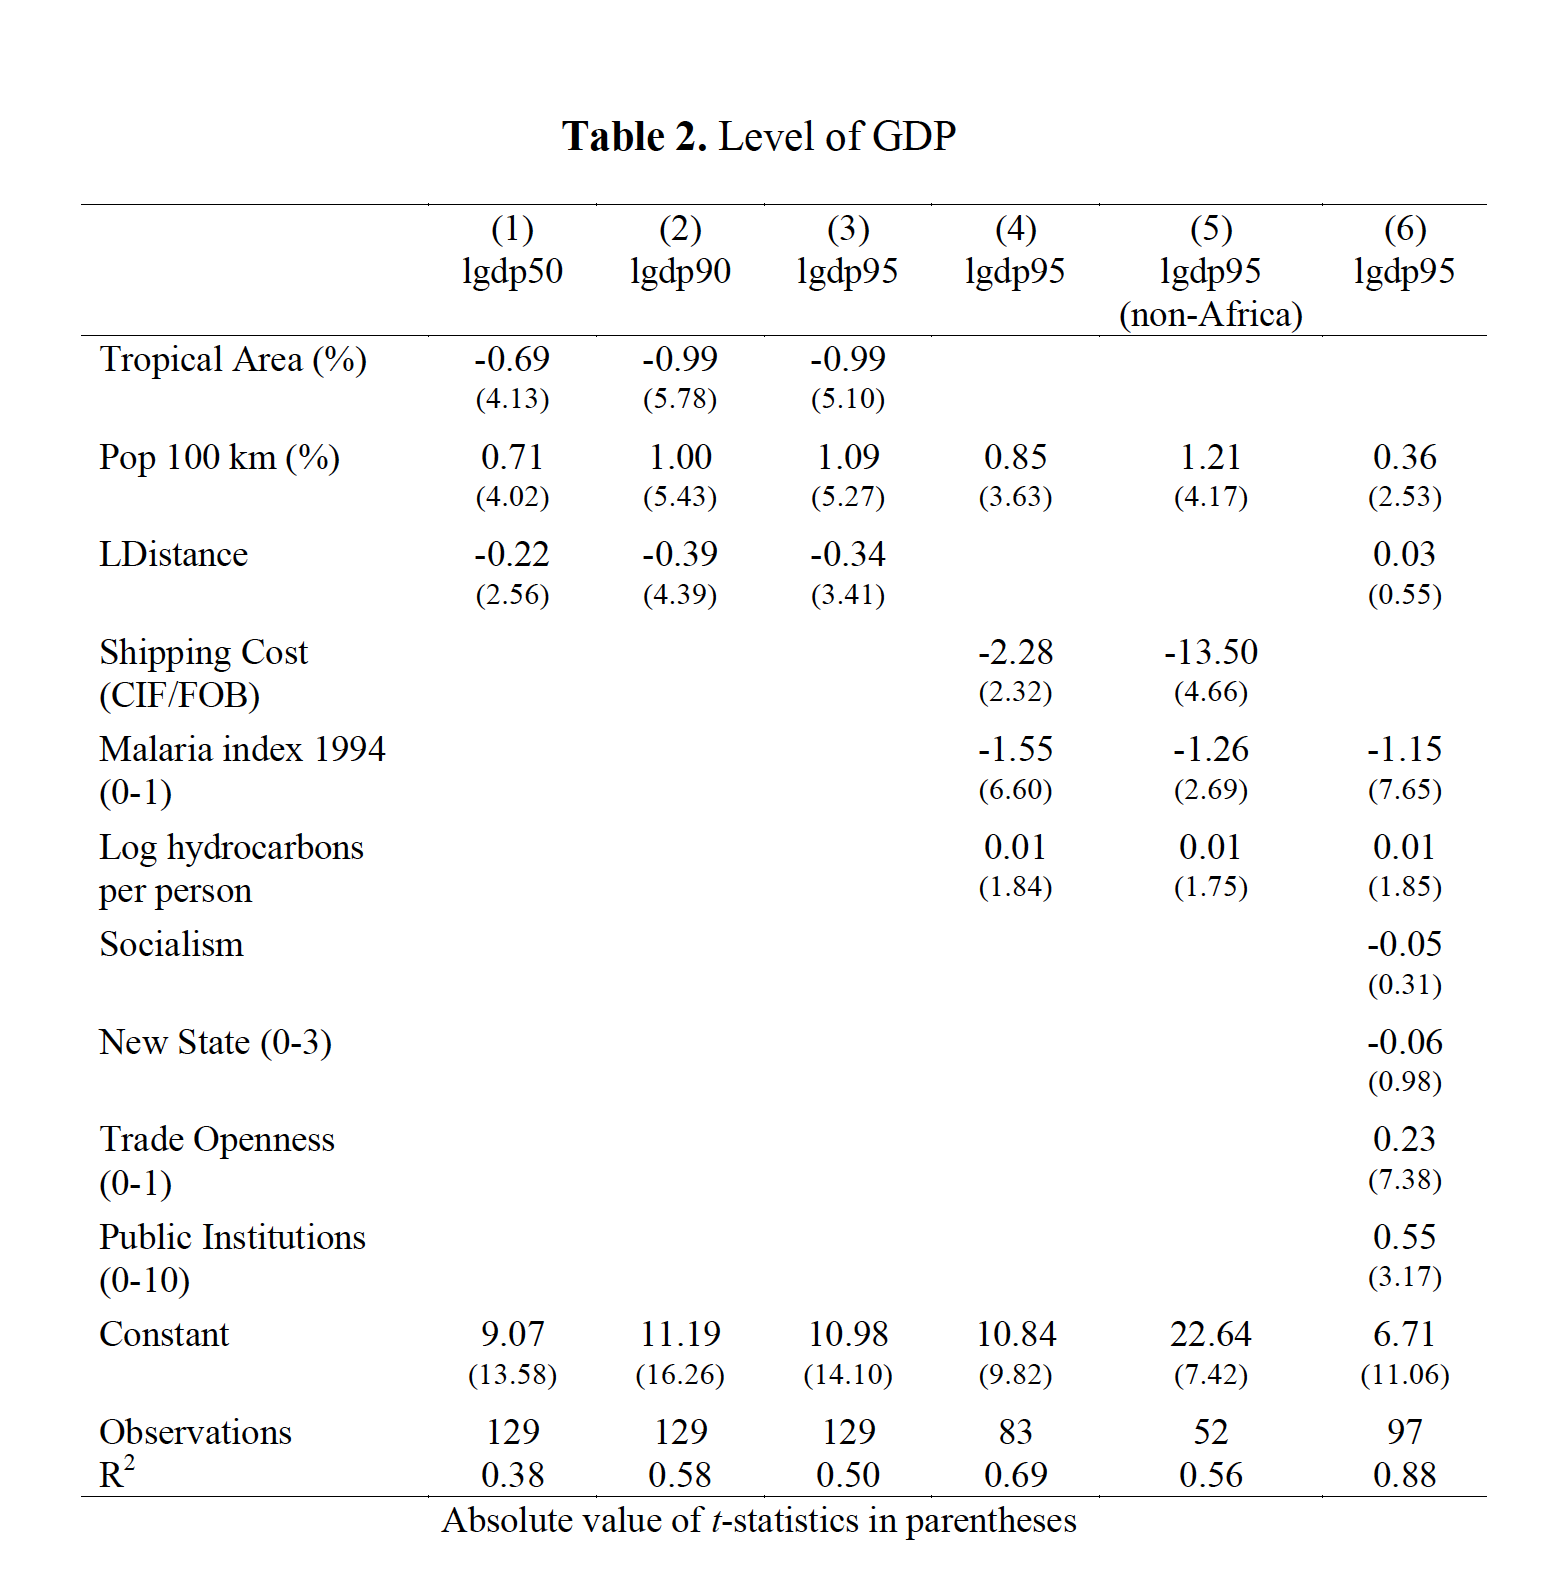 Table 2. Level of GDP
(1) (2) (3) (4) (5) (6)
lgdp50 lgdp90 lgdp95 lgdp95 lgdp95 lgdp95
(non-Africa)
Tropical Area (%) -0.69 -0.99 -0.99
(4.13) (5.78) (5.10)
Pop 100 km (%) 0.71 1.00 1.09 0.85 1.21 0.36
(4.02) (5.43) (5.27) (3.63) (4.17) (2.53)
LDistance -0.22 -0.39 -0.34 0.03
(2.56) (4.39) (3.41) (0.55)
Shipping Cost -2.28 -13.50
(CIF/FOB) (2.32) (4.66)
Malaria index 1994 -1.55 -1.26 -1.15
(0-1) (6.60) (2.69) (7.65)
Log hydrocarbons 0.01 0.01 0.01
per person (1.84) (1.75) (1.85)
Socialism -0.05
(0.31)
New State (0-3) -0.06
(0.98)
Trade Openness 0.23
(0-1) (7.38)
Public Institutions 0.55
(0-10) (3.17)
Constant 9.07 11.19 10.98 10.84 22.64 6.71
(13.58) (16.26) (14.10) (9.82) (7.42) (11.06)
Observations 129 129 129 83 52 97
R² 0.38 0.58 0.50 0.69 0.56 0.88
Absolute value of t-statistics in parentheses